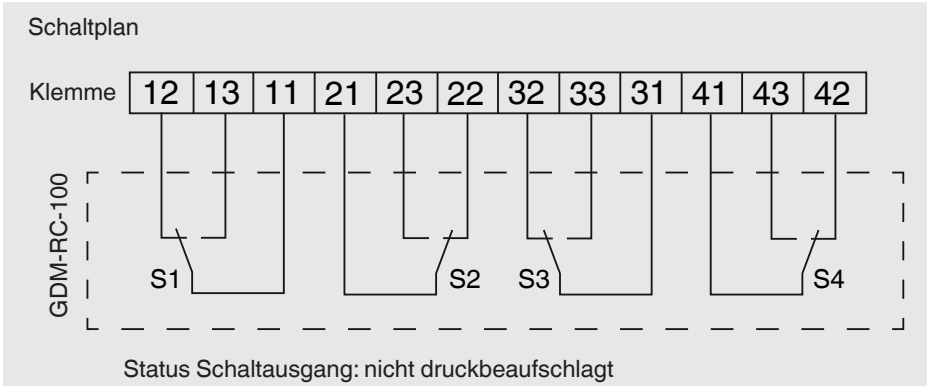 Schaltplan
Klemme 12 13 11 21 23 22 32 33 31 41 43 42
GDM-RC-100
S1 S2 S3 S4
Status Schaltausgang: nicht druckbeaufschlagt